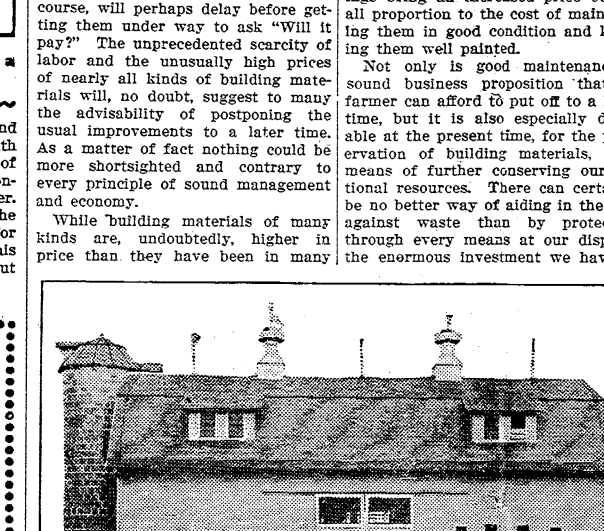 course, will perhaps delay before get-
ting them under way to ask "Will it
pay?" The unprecedented scarcity of
labor and the unusually high prices
of nearly all kinds of building mate-
rials will, no doubt, suggest to many
the advisability of postponing the
usual improvements to a later time.
As a matter of fact nothing could be
more shortsighted and contrary to
every principle of sound management
and economy.
While building materials of many
kinds are, undoubtedly, higher in
price than they have been in many
all proportion to the cost of main
ing them in good condition and
ing them well painted.
Not only is good maintenanc
sound business proposition that
farmer can afford to put off to a
time, but it is also especially d
able at the present time, for the
ervation of building materials,
means of further conserving our
tional resources. There can certa
be no better way of aiding in the
against waste than by protec
through every means at our disp
the enormous investment we hav